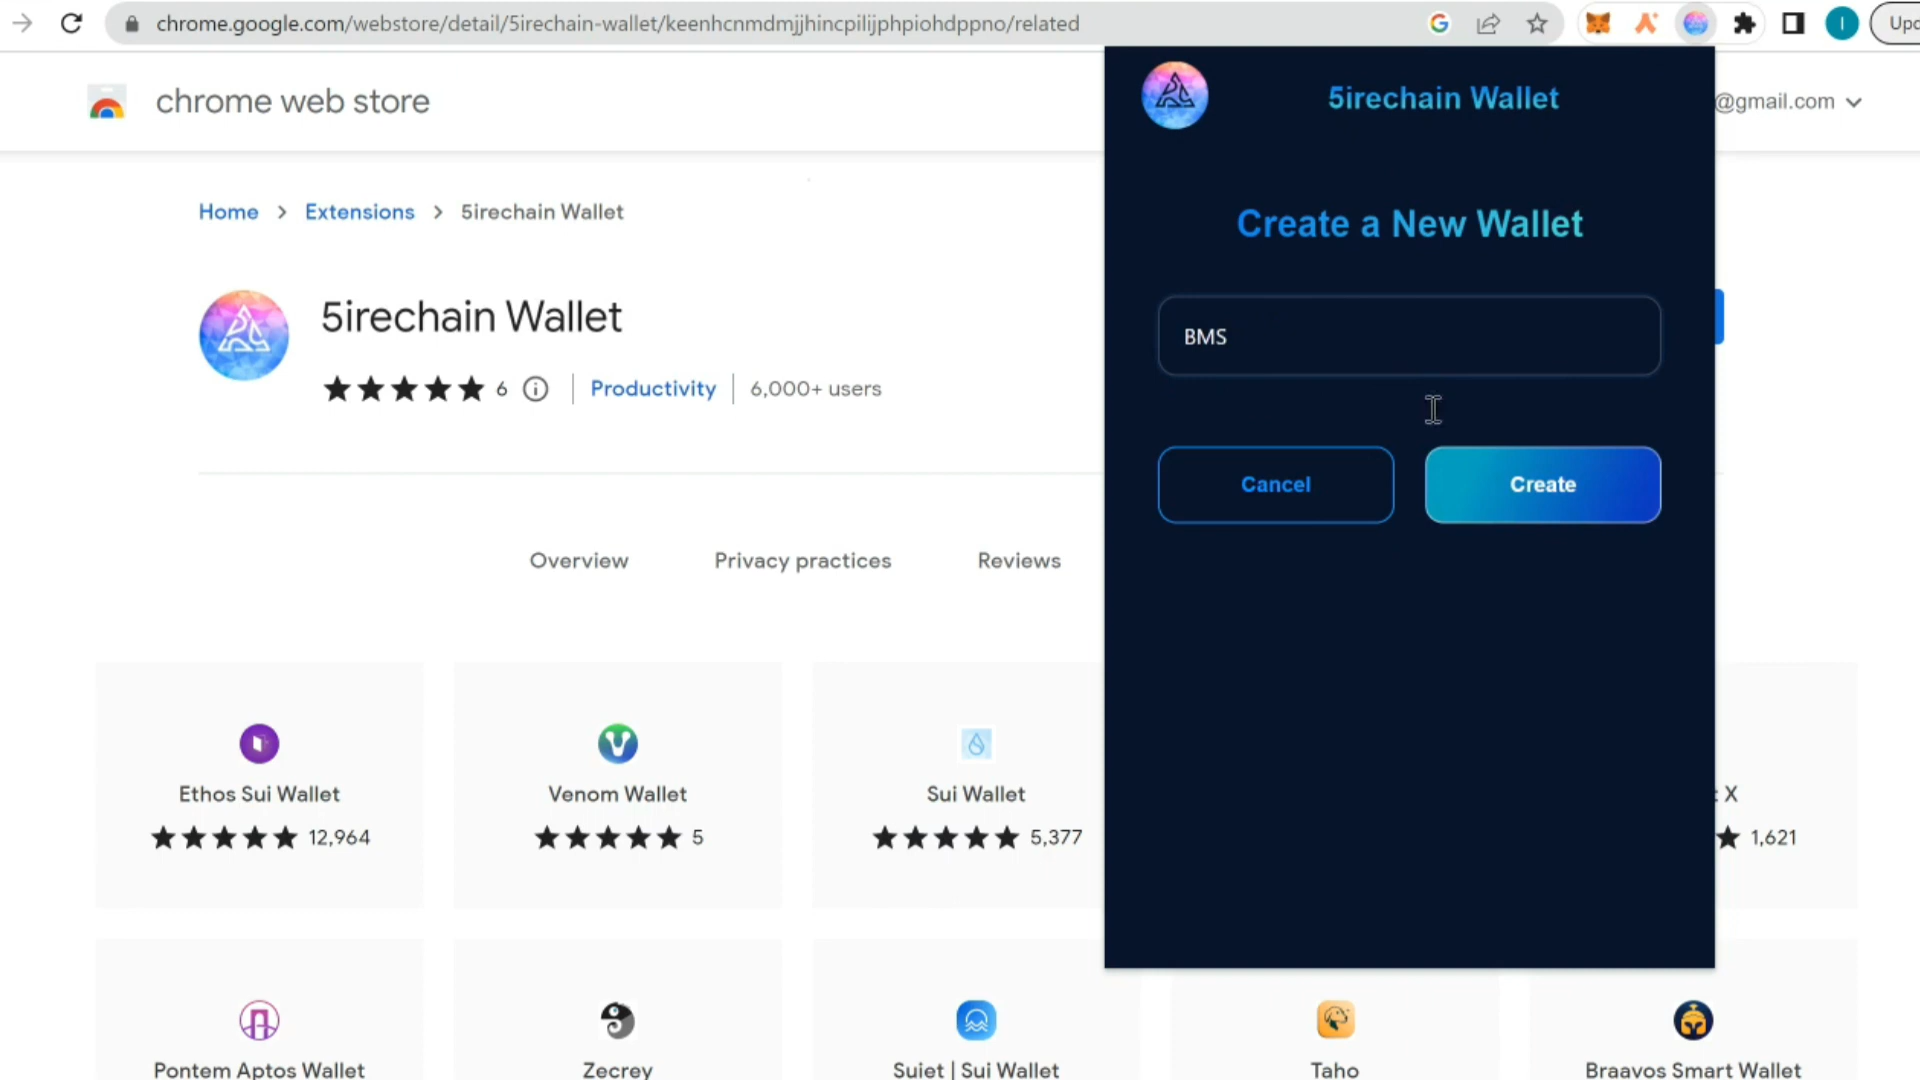 chrome.google.com/webstore/detail/5irechain-wallet/keenhcnmdmjjhincpilijphpiohdppno/related
I
Upd
chrome web store
@gmail.com
Home > Extensions > 5irechain Wallet
5irechain Wallet
6
Productivity
6,000+ users
Overview
Privacy practices
Reviews
5irechain Wallet
Create a New Wallet
BMS
Cancel
Create
Ethos Sui Wallet
12,964
Venom Wallet
5
Sui Wallet
5,377
: X
1,621
Pontem Aptos Wallet
Zecrey
Suiet | Sui Wallet
Taho
Braavos Smart Wallet